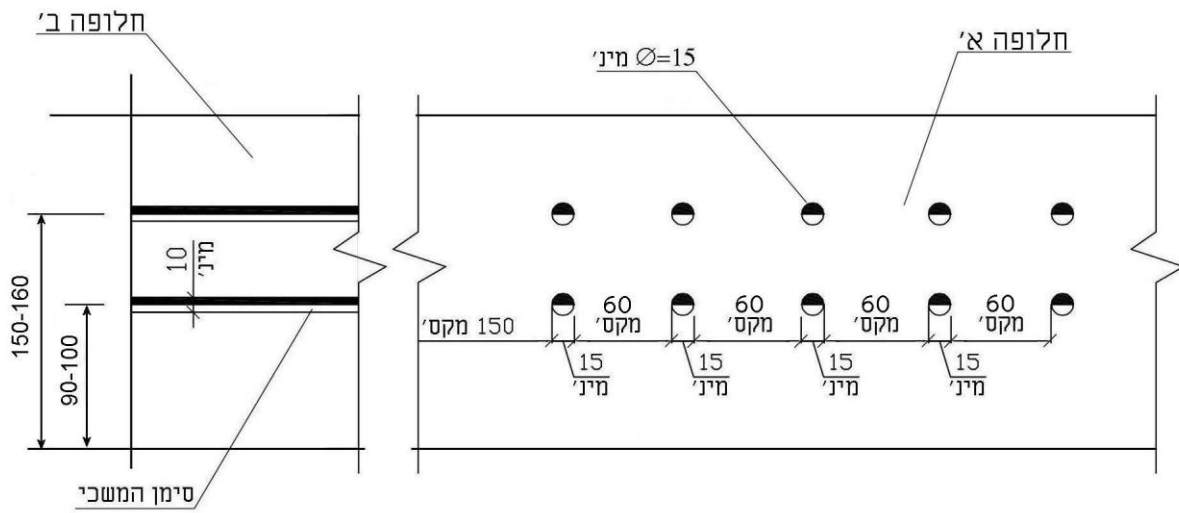 חלופה א'
חלופה ב'
Ø=15 מינ'
10
מינ'
150-160
90-100
150 מקס'
60
מקס'
60
מקס'
60
מקס'
60
מקס'
15
מינ'
15
מינ'
15
מינ'
15
מינ'
סימן המשכי